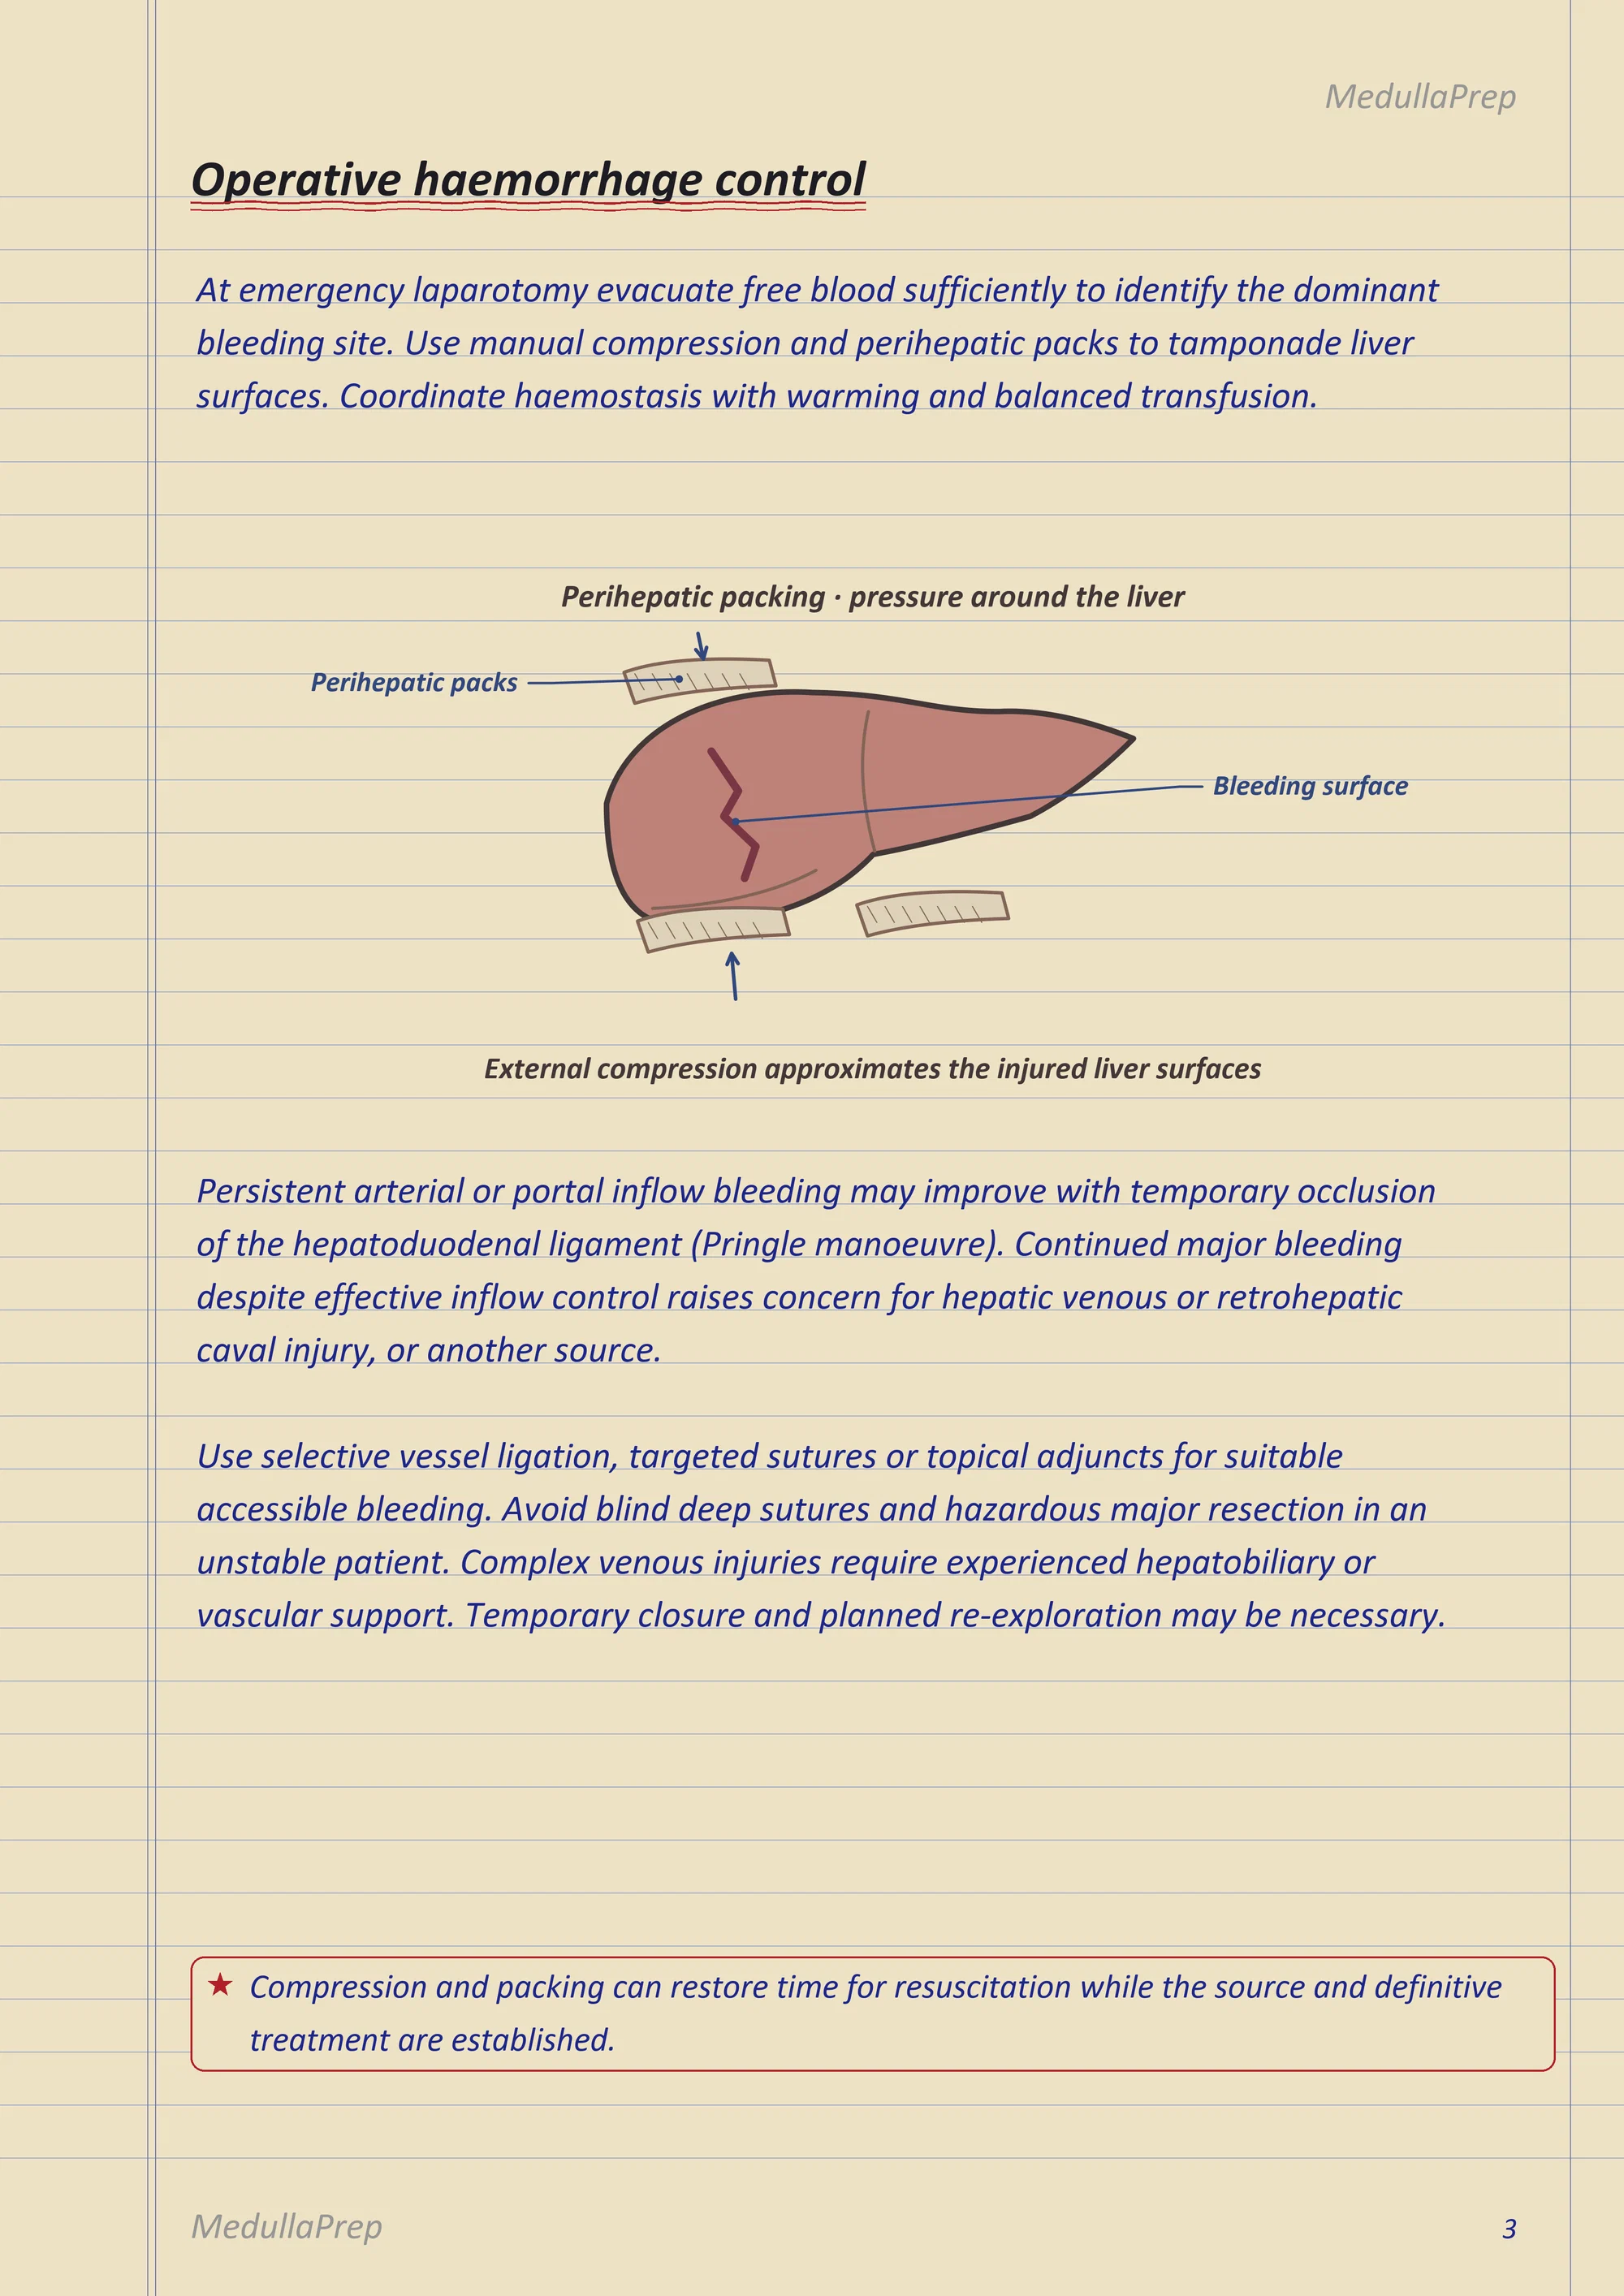 MedullaPrep
Operative haemorrhage control
At emergency laparotomy evacuate free blood sufficiently to identify the dominant
bleeding site. Use manual compression and perihepatic packs to tamponade liver
surfaces. Coordinate haemostasis with warming and balanced transfusion.
Perihepatic packing · pressure around the liver
Perihepatic packs
Bleeding surface
External compression approximates the injured liver surfaces
Persistent arterial or portal inflow bleeding may improve with temporary occlusion
of the hepatoduodenal ligament (Pringle manoeuvre). Continued major bleeding
despite effective inflow control raises concern for hepatic venous or retrohepatic
caval injury, or another source.
Use selective vessel ligation, targeted sutures or topical adjuncts for suitable
accessible bleeding. Avoid blind deep sutures and hazardous major resection in an
unstable patient. Complex venous injuries require experienced hepatobiliary or
vascular support. Temporary closure and planned re-exploration may be necessary.
★ Compression and packing can restore time for resuscitation while the source and definitive
treatment are established.
MedullaPrep
3